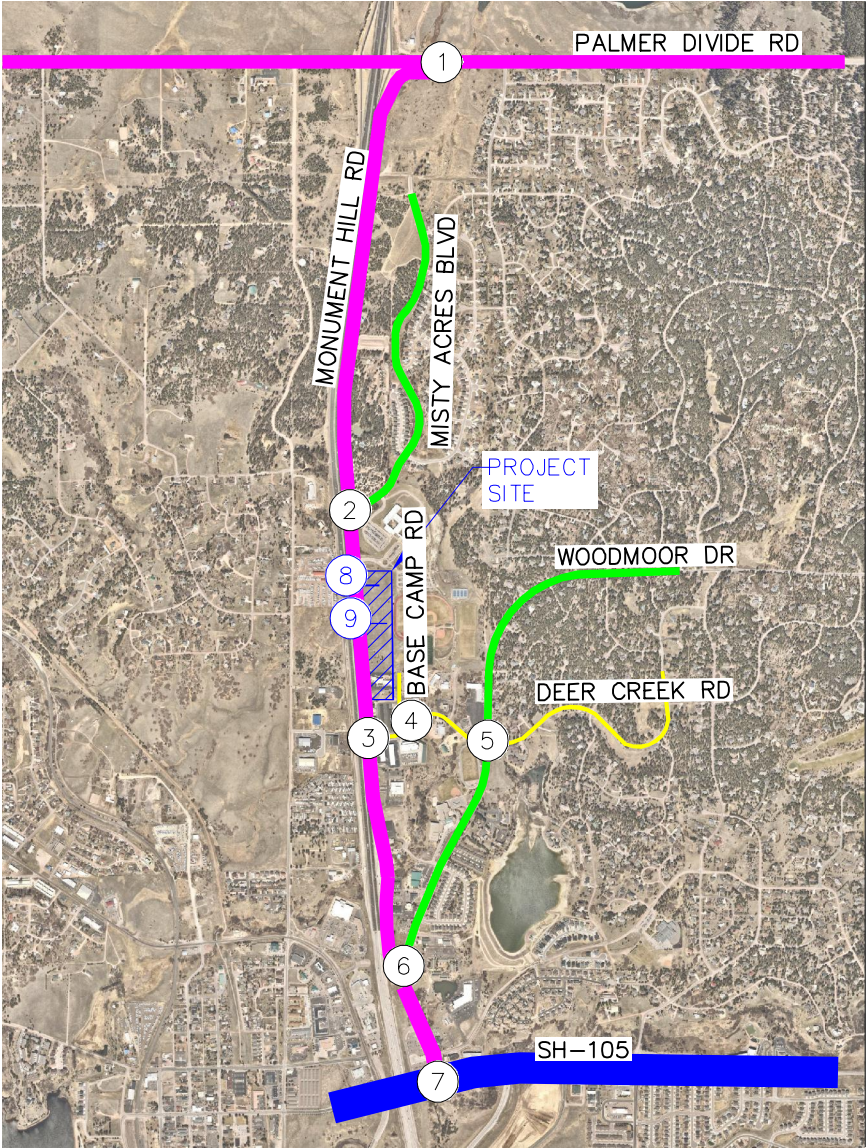 PALMER DIVIDE RD
1
MONUMENT HILL RD
MISTY ACRES BLVD
PROJECT
SITE
2
BASE CAMP RD
WOODMOOR DR
8
9
DEER CREEK RD
4
3
5
6
SH-105
7